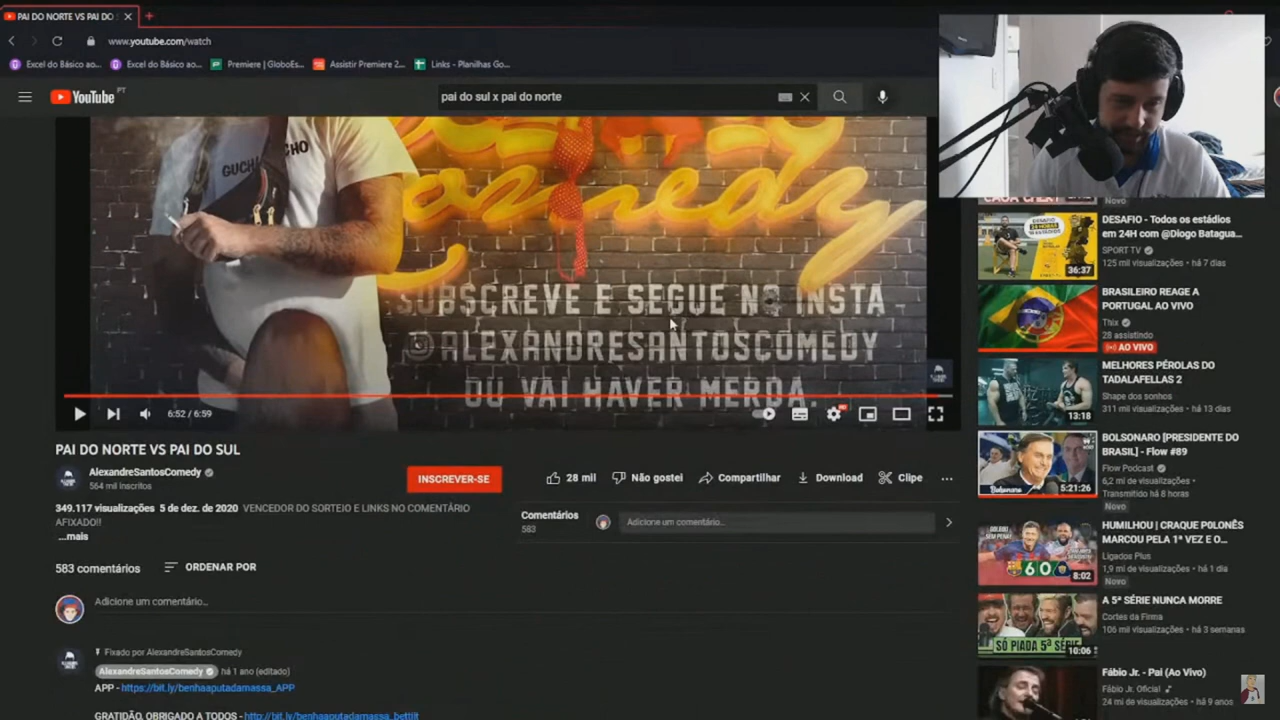 PAI DO NORTE VS PAI DO
www.youtube.com/watch
Excel do Básico ao...
Excel do Básico ao...
Premiere | GloboEs...
Assistir Premiere 2...
Links - Planilhas Go...
YouTube PT
pai do sul x pai do norte
Comedy
SUBSCREVE E SEGUE NO INSTA
@ALEXANDRESANTOSCOMEDY
OU VAI HAVER MERDA.
6:52 / 6:59
PAI DO NORTE VS PAI DO SUL
AlexandreSantosComedy
564 mil inscritos
INSCREVER-SE
28 mil
Não gostei
Compartilhar
Download
Clipe
...
349.117 visualizações 5 de dez. de 2020 VENCEDOR DO SORTEIO E LINKS NO COMENTÁRIO
AFIXADO!!
...mais
Comentários
583
Adicione um comentário...
583 comentários
ORDENAR POR
Adicione um comentário...
Fixado por AlexandreSantosComedy
AlexandreSantosComedy há 1 ano (editado)
APP - https://bit.ly/benhaaputadamassa_APP
GRATIDÃO, OBRIGADO A TODOS -
Novo
DESAFIO - Todos os estádios
em 24H com @Diogo Batagua...
SPORT TV
125 mil visualizações • há 7 dias
36:37
BRASILEIRO REAGE A
PORTUGAL AO VIVO
Thix
28 assistindo
AO VIVO
MELHORES PÉROLAS DO
TADALAFELLAS 2
Shape dos sonhos
311 mil visualizações • há 13 dias
13:18
BOLSONARO [PRESIDENTE DO
BRASIL] - Flow #89
Flow Podcast
6,2 mi de visualizações •
Transmitido há 8 horas
Novo
Bolsonaro
5:21:26
HUMILHOU | CRAQUE POLONÊS
MARCOU PELA 1ª VEZ E O...
Ligados Plus
1,9 mi de visualizações • há 1 dia
Novo
6 0
8:02
A 5ª SÉRIE NUNCA MORRE
Cortes da Firma
106 mil visualizações • há 3 semanas
SÓ PIADA 5ª SÉRIE
10:06
Fábio Jr. - Pai (Ao Vivo)
Fábio Jr. Oficial
24 mi de visualizações • há 9 anos